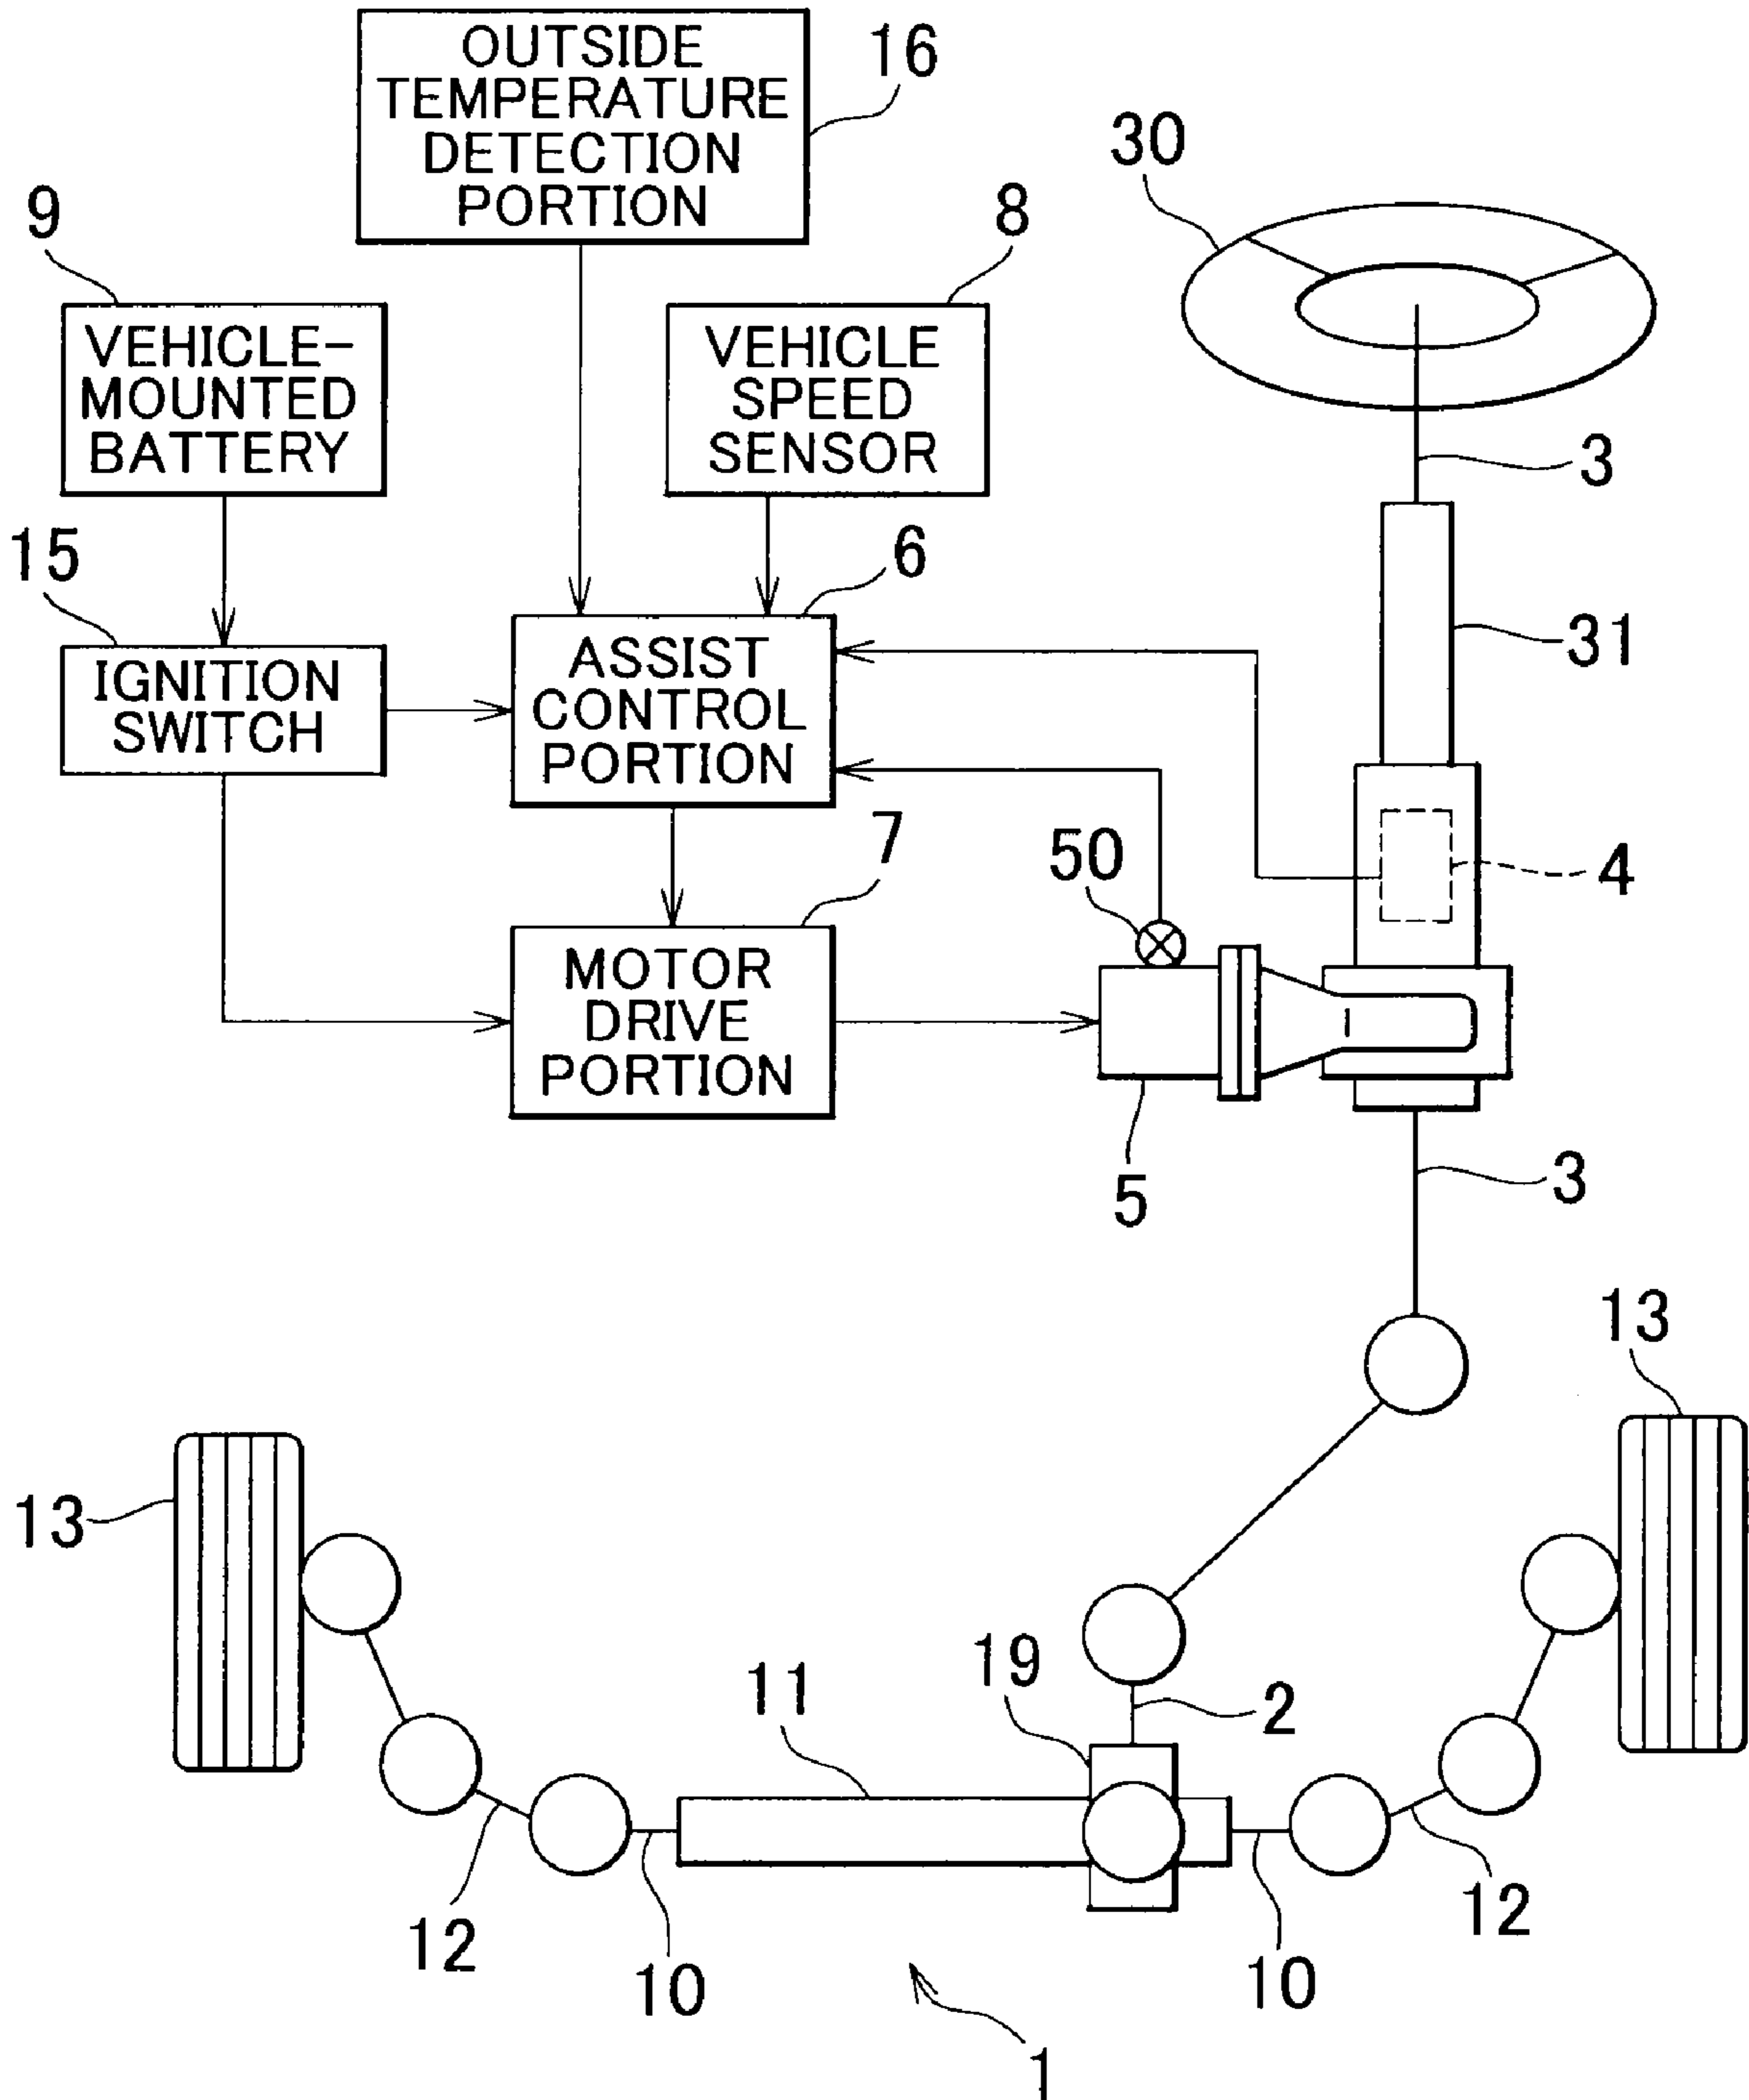 OUTSIDE
TEMPERATURE
DETECTION
PORTION
16
30
9
8
VEHICLE-
MOUNTED
BATTERY
VEHICLE
SPEED
SENSOR
3
15
6
31
IGNITION
SWITCH
ASSIST
CONTROL
PORTION
7
50
4
MOTOR
DRIVE
PORTION
5
3
13
13
19
2
11
12
10
10
12
1